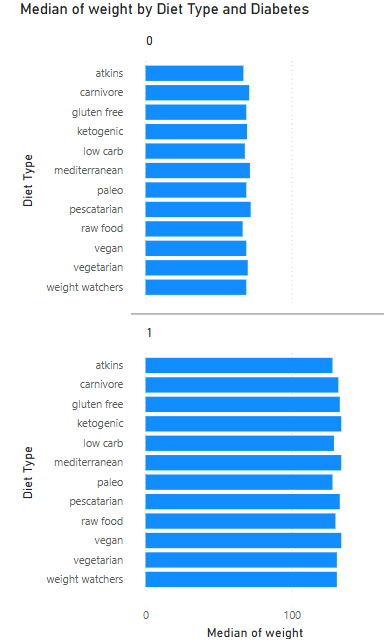 Median of weight by Diet Type and Diabetes
0
Diet Type
atkins
carnivore
gluten free
ketogenic
low carb
mediterranean
paleo
pescatarian
raw food
vegan
vegetarian
weight watchers
1
Diet Type
atkins
carnivore
gluten free
ketogenic
low carb
mediterranean
paleo
pescatarian
raw food
vegan
vegetarian
weight watchers
0 100
Median of weight